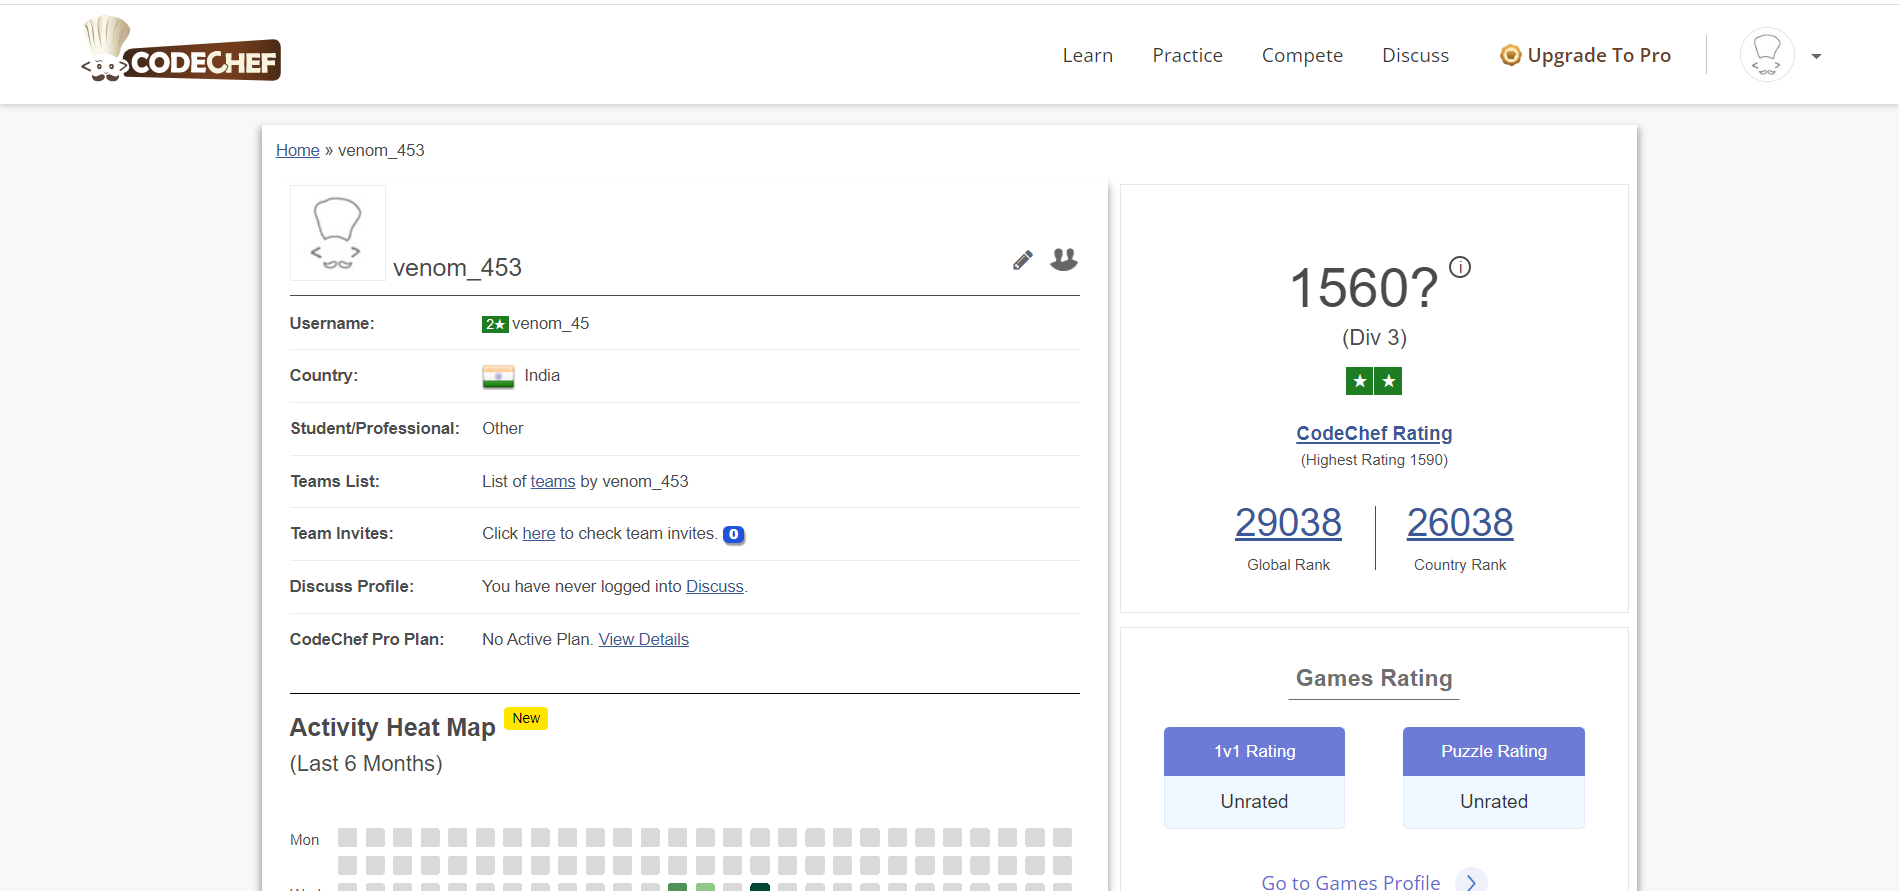 CODECHEF
Learn Practice Compete Discuss Upgrade To Pro
Home » venom_453
venom_453
Username: 2★ venom_45
Country: India
Student/Professional: Other
Teams List: List of teams by venom_453
Team Invites: Click here to check team invites. 0
Discuss Profile: You have never logged into Discuss.
CodeChef Pro Plan: No Active Plan. View Details
Activity Heat Map New
(Last 6 Months)
Mon
1560? i
(Div 3)
★ ★
CodeChef Rating
(Highest Rating 1590)
29038 26038
Global Rank Country Rank
Games Rating
1v1 Rating Puzzle Rating
Unrated Unrated
Go to Games Profile